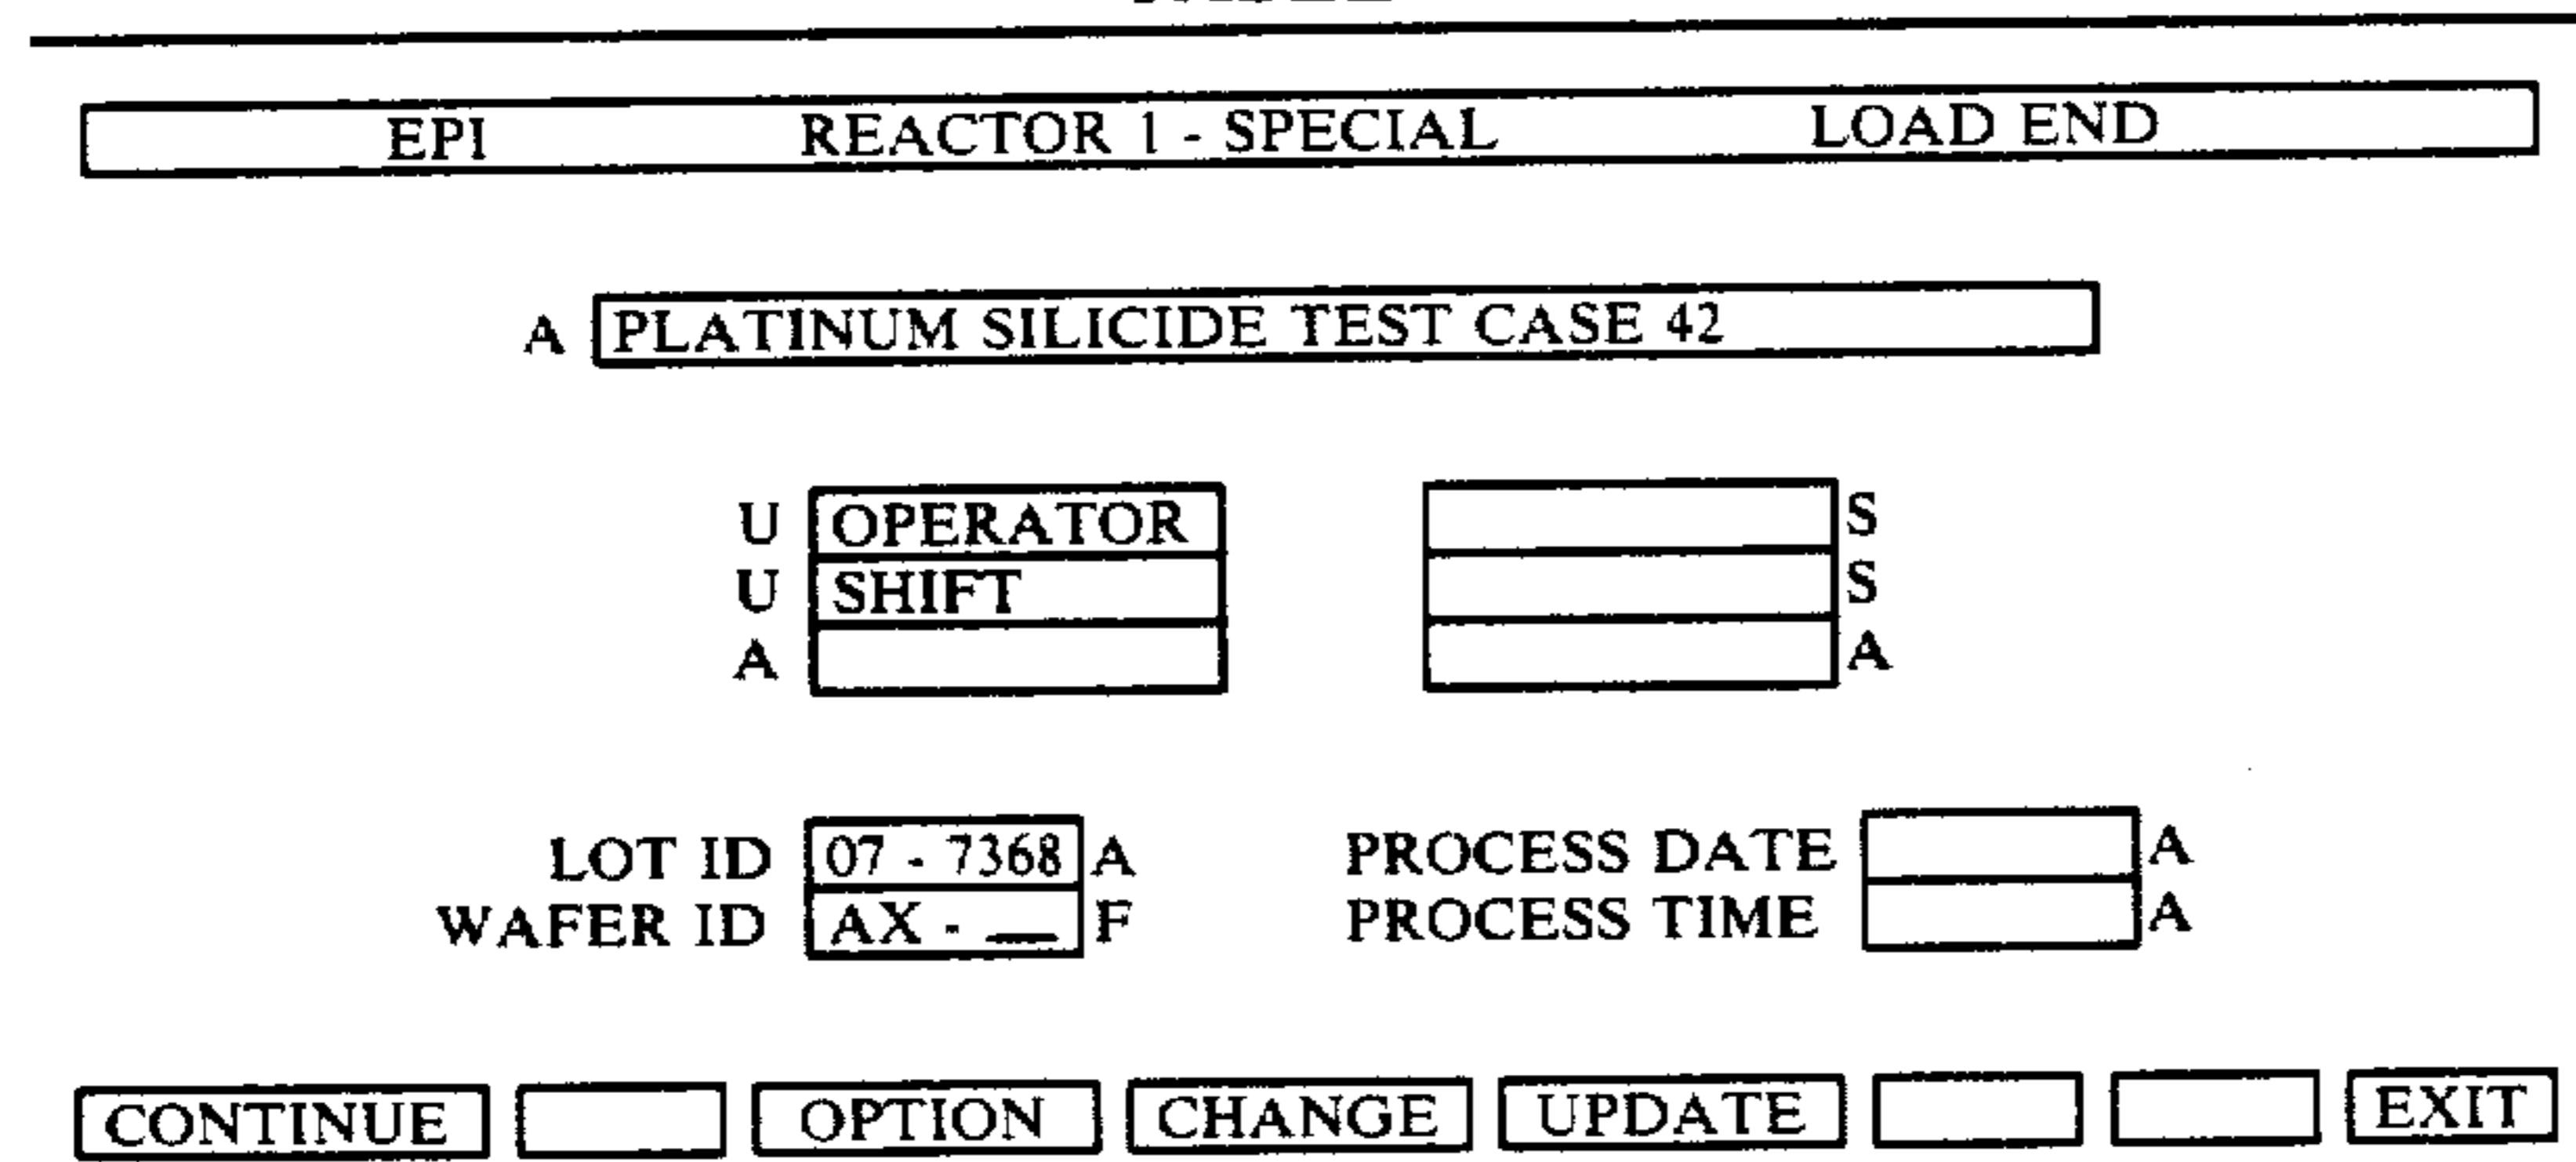 EPI REACTOR 1 - SPECIAL LOAD END
A PLATINUM SILICIDE TEST CASE 42
U OPERATOR S
U SHIFT S
A A
LOT ID 07 - 7368 A PROCESS DATE A
WAFER ID AX - __ F PROCESS TIME A
CONTINUE OPTION CHANGE UPDATE EXIT